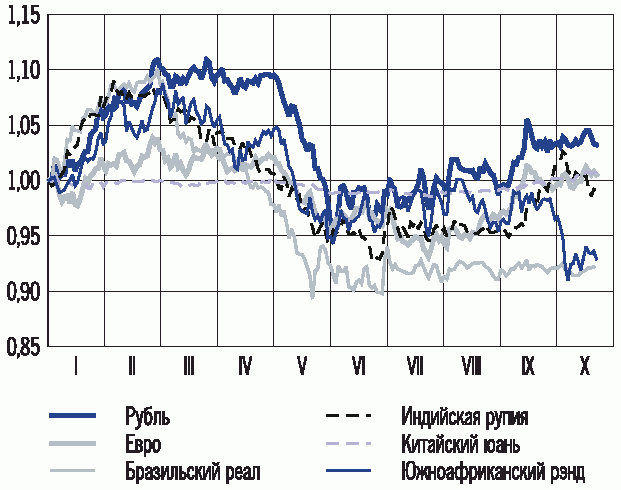 1,15
1,10
1,05
1,00
0,95
0,90
0,85
I II III IV V VI VII VIII IX X
Рубль
Индийская рупия
Евро
Китайский юань
Бразильский реал
Южноафриканский рэнд